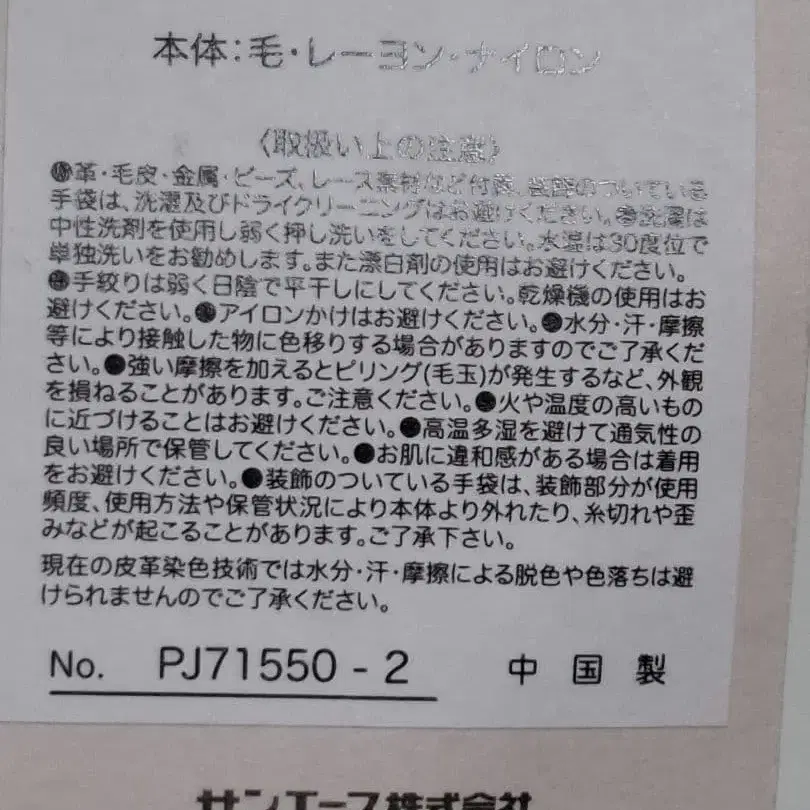 本体:毛・レーヨン・ナイロン
〈取扱い上の注意〉
●革・毛皮・金属・ビーズ、レース素材など付属、装飾のついている
手袋は、洗濯及びドライクリーニングはお避けください。●洗濯は
中性洗剤を使用し弱く押し洗いをしてください。水温は30度位で
単独洗いをお勧めします。また漂白剤の使用はお避けください。
●手絞りは弱く日陰で平干しにしてください。乾燥機の使用はお
避けください。●アイロンかけはお避けください。●水分・汗・摩擦
等により接触した物に色移りする場合がありますのでご了承くだ
さい。●強い摩擦を加えるとピリング(毛玉)が発生するなど、外観
を損ねることがあります。ご注意ください。●火や温度の高いもの
に近づけることはお避けください。●高温多湿を避けて通気性の
良い場所で保管してください。●お肌に違和感がある場合は着用
をお避けください。●装飾のついている手袋は、装飾部分が使用
頻度、使用方法や保管状況により本体より外れたり、糸切れや歪
みなどが起こることがあります。ご了承下さい。
現在の皮革染色技術では水分・汗・摩擦による脱色や色落ちは避
けられませんのでご了承ください。
No. PJ71550 - 2 中国製
サンエース株式会社